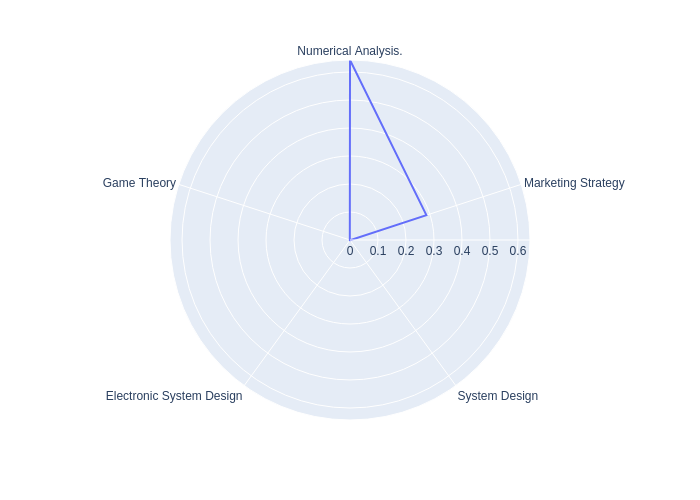 Numerical Analysis.
Game Theory
Marketing Strategy
0 0.1 0.2 0.3 0.4 0.5 0.6
Electronic System Design
System Design